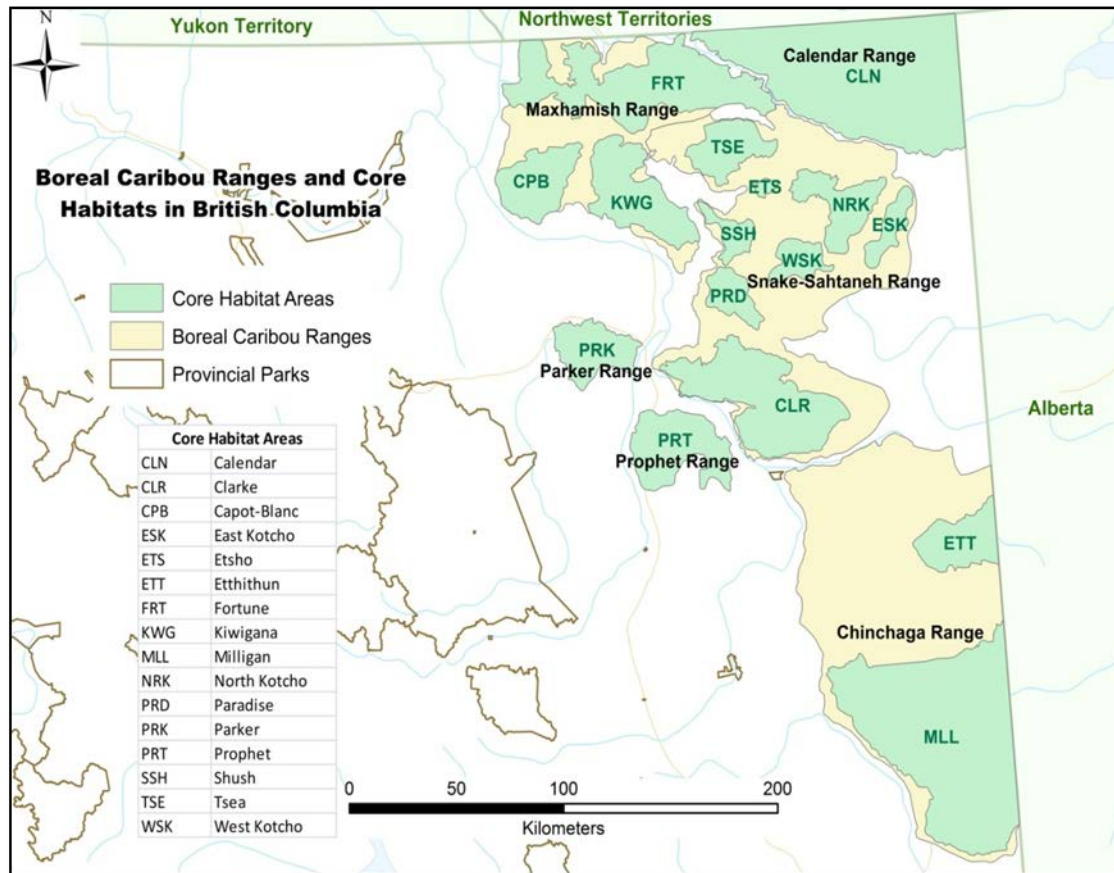 Northwest Territories
Yukon Territory
N
Calendar Range
CLN
FRT
Maxhamish Range
TSE
Boreal Caribou Ranges and Core
Habitats in British Columbia
CPB
ETS
KWG
NRK
ESK
SSH
WSK
Snake-Sahtaneh Range
PRD
Core Habitat Areas
Boreal Caribou Ranges
Provincial Parks
PRK
Parker Range
CLR
Alberta
PRT
Prophet Range
Core Habitat Areas
CLN Calendar
CLR Clarke
CPB Capot-Blanc
ESK East Kotcho
ETS Etsho
ETT Etthithun
FRT Fortune
KWG Kiwigana
MLL Milligan
NRK North Kotcho
PRD Paradise
PRK Parker
PRT Prophet
SSH Shush
TSE Tsea
WSK West Kotcho
ETT
Chinchaga Range
MLL
0 50 100 200
Kilometers